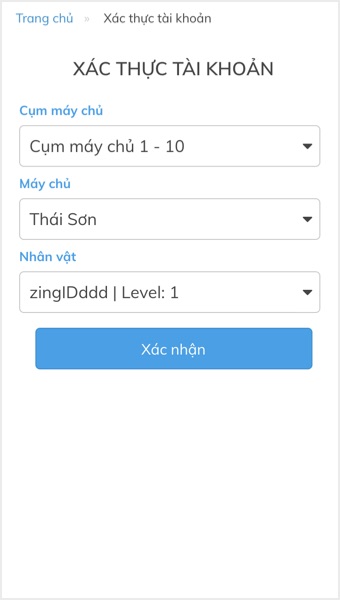 Trang chủ » Xác thực tài khoản
XÁC THỰC TÀI KHOẢN
Cụm máy chủ
Cụm máy chủ 1 - 10
Máy chủ
Thái Sơn
Nhân vật
zingIDddd | Level: 1
Xác nhận